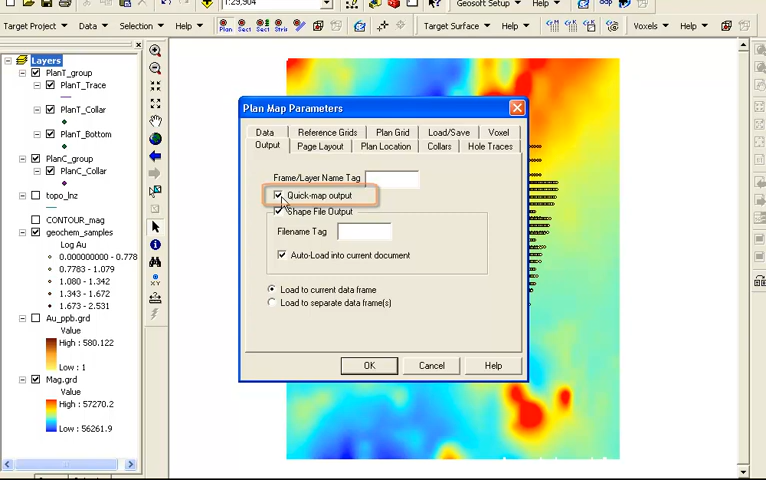 1:29,904
Geosoft Setup
Help
Target Project
Data
Selection
Help
Plan
Sect
Sect
Stris
Target Surface
Help
Voxels
Help
Layers
PlanT_group
PlanT_Trace
PlanT_Collar
PlanT_Bottom
PlanC_group
PlanC_Collar
topo_lnz
CONTOUR_mag
geochem_samples
Log Au
0.00000000 - 0.778
0.7783 - 1.079
1.080 - 1.342
1.343 - 1.672
1.673 - 2.531
Au_ppb.grd
Value
High : 580.122
Low : 1
Mag.grd
Value
High : 57270.2
Low : 56261.9
Plan Map Parameters
Data
Reference Grids
Plan Grid
Load/Save
Voxel
Output
Page Layout
Plan Location
Collars
Hole Traces
Frame/Layer Name Tag
Quick-map output
Shape File Output
Filename Tag
Auto-Load into current document
Load to current data frame
Load to separate data frame(s)
OK
Cancel
Help